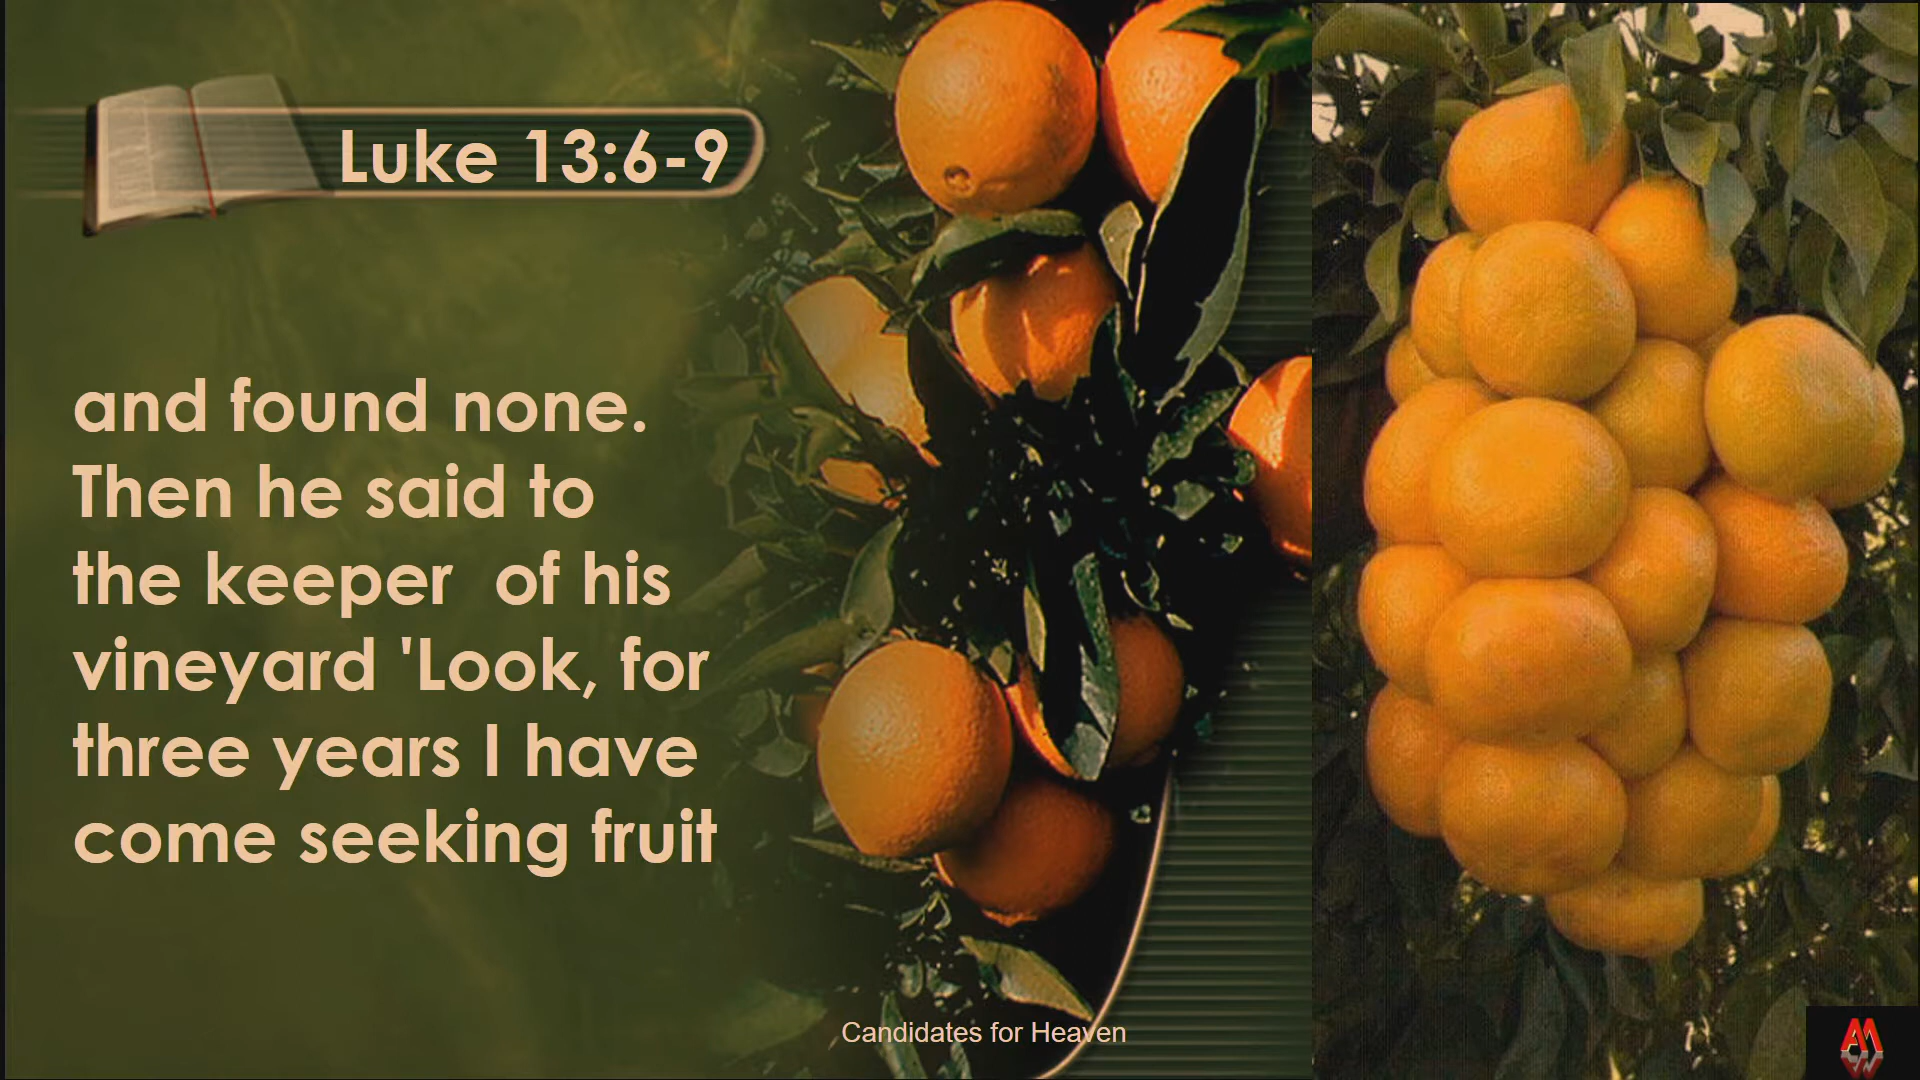 Luke 13:6-9
and found none.
Then he said to
the keeper  of his
vineyard 'Look, for
three years I have
come seeking fruit
Candidates for Heaven